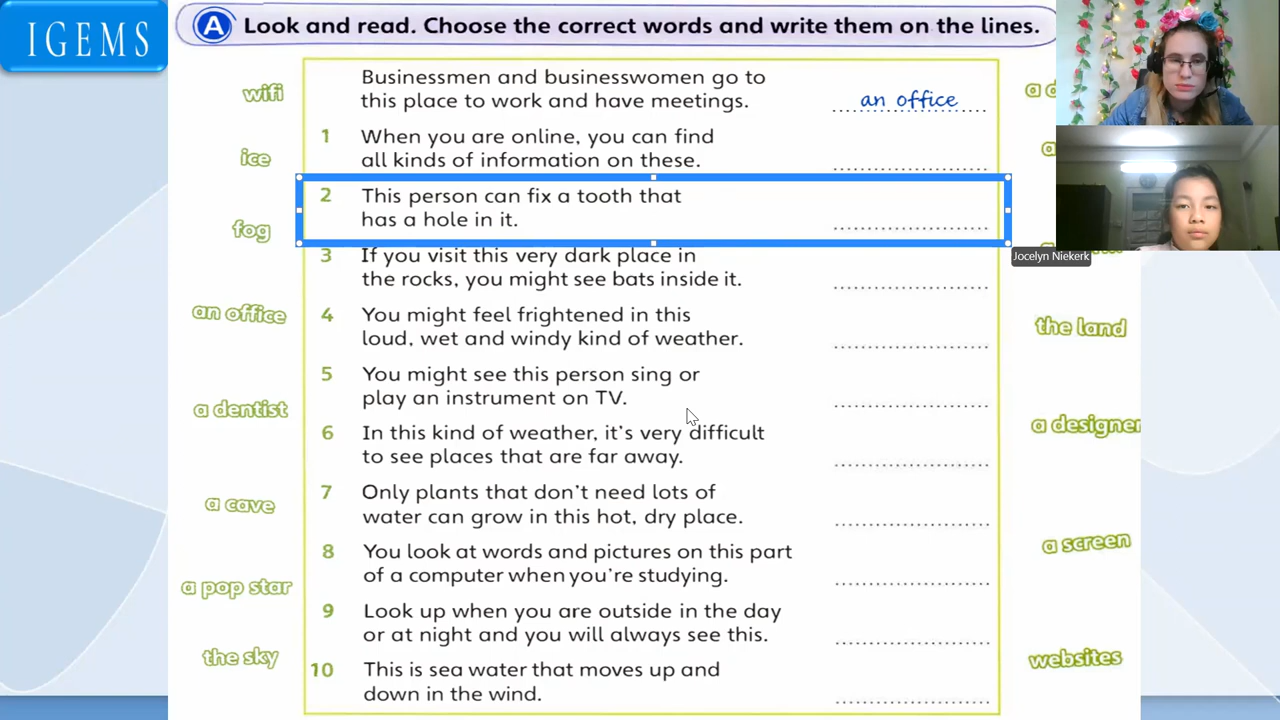 IGEMS
A Look and read. Choose the correct words and write them on the lines.
wifi
ice
fog
an office
a dentist
a cave
a pop star
the sky
Businessmen and businesswomen go to
this place to work and have meetings.
an office
1 When you are online, you can find
all kinds of information on these.
2 This person can fix a tooth that
has a hole in it.
3 If you visit this very dark place in
the rocks, you might see bats inside it.
4 You might feel frightened in this
loud, wet and windy kind of weather.
5 You might see this person sing or
play an instrument on TV.
6 In this kind of weather, it's very difficult
to see places that are far away.
7 Only plants that don't need lots of
water can grow in this hot, dry place.
8 You look at words and pictures on this part
of a computer when you're studying.
9 Look up when you are outside in the day
or at night and you will always see this.
10 This is sea water that moves up and
down in the wind.
a
a
the land
a designer
a screen
websites
Jocelyn Niekerk